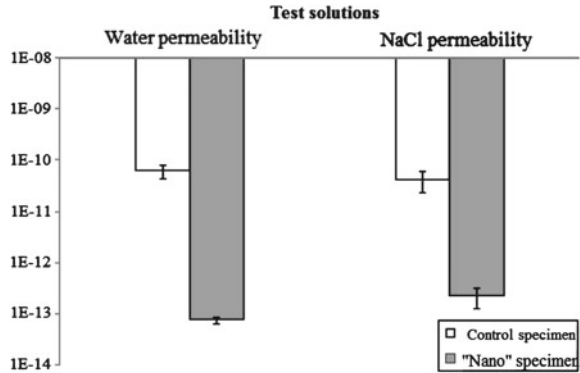 Test solutions
Water permeability
NaCl permeability
1E-08
1E-09
1E-10
1E-11
1E-12
1E-13
1E-14
Control specimen
"Nano" specimen